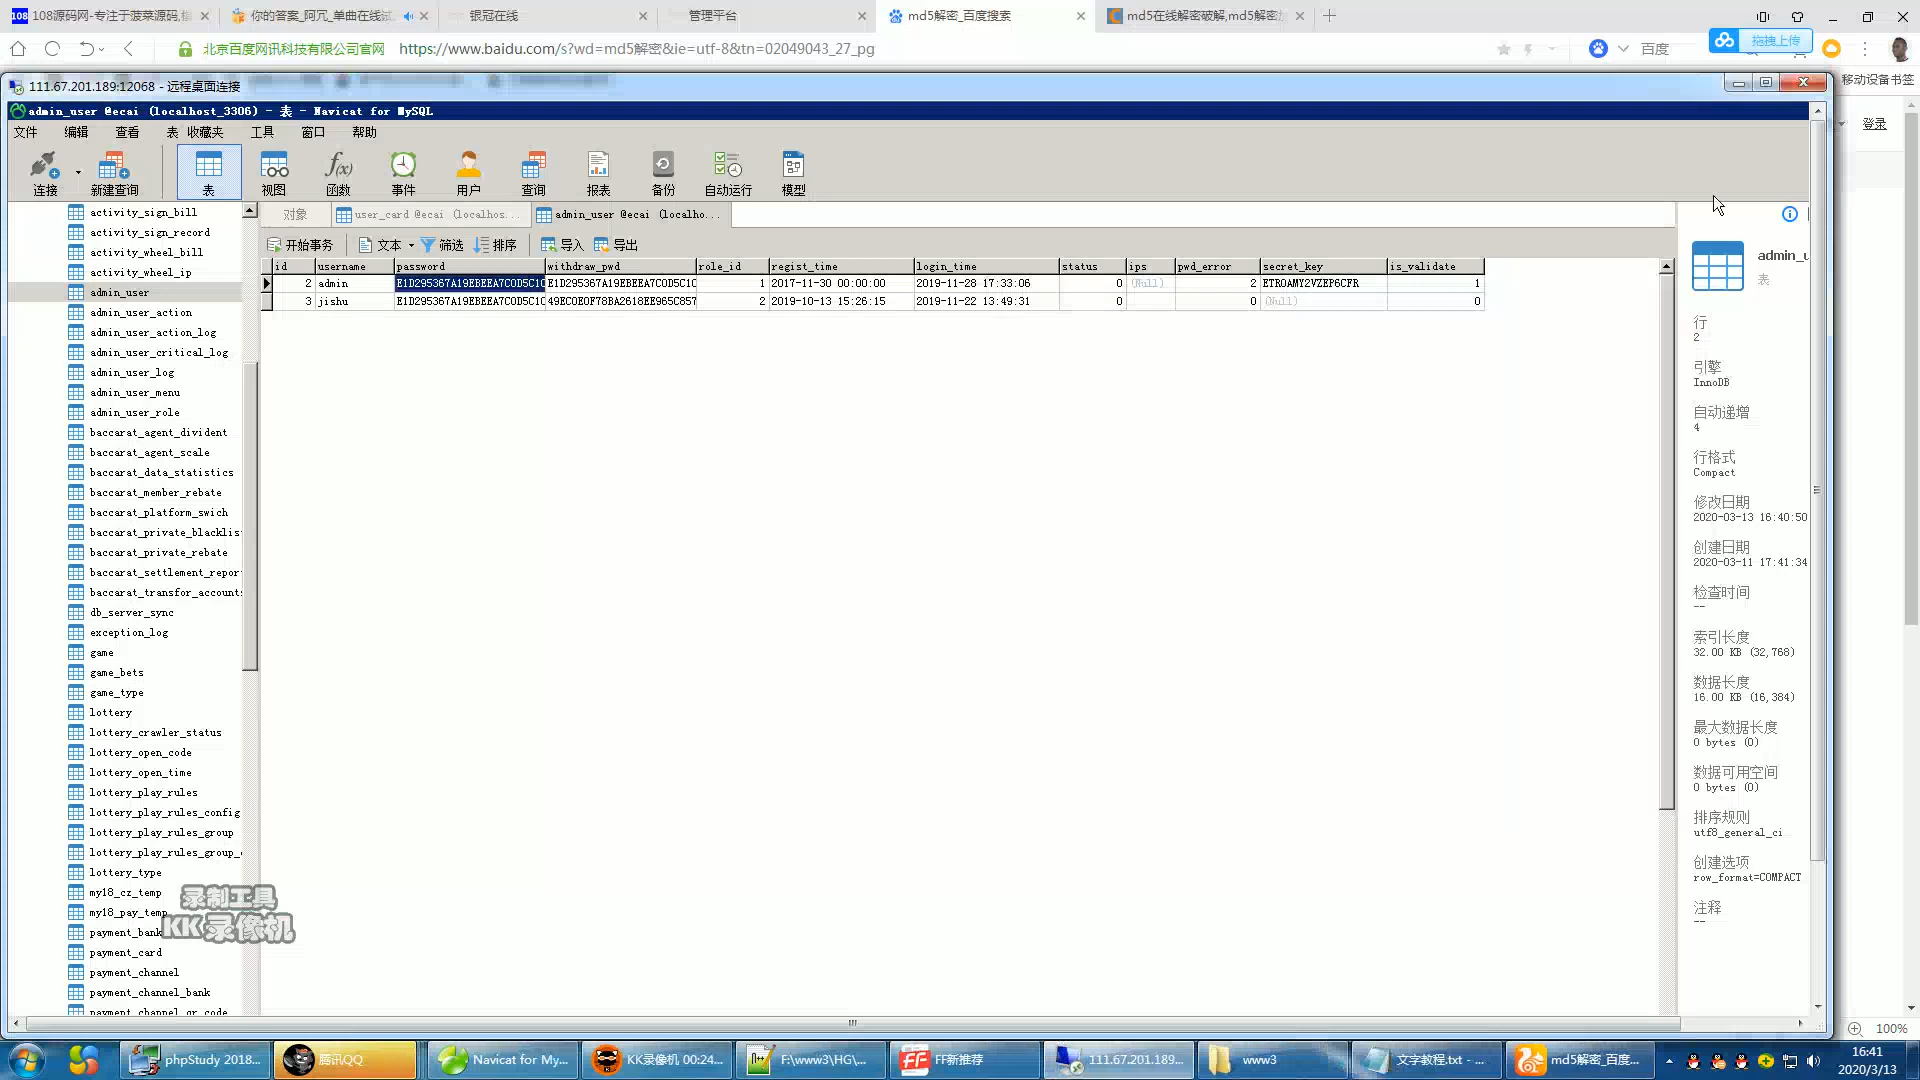 108源码网-专注于菠菜源码,棋
你的答案_阿冗_单曲在线试
银冠在线
管理平台
md5解密_百度搜索
md5在线解密破解,md5解密
北京百度网讯科技有限公司官网
https://www.baidu.com/s?wd=md5解密&ie=utf-8&tn=02049043_27_pg
百度
拖拽上传
111.67.201.189:12068 - 远程桌面连接
移动设备书签
admin_user @ecai (localhost_3306) - 表 - Navicat for MySQL
登录
文件 编辑 查看 表 收藏夹 工具 窗口 帮助
连接 新建查询 表 视图 函数 事件 用户 查询 报表 备份 自动运行 模型
对象
user_card @ecai (localhos...
admin_user @ecai (localho...
开始事务 文本 筛选 排序 导入 导出
id username password withdraw_pwd role_id regist_time login_time status ips pwd_error secret_key is_validate
2 admin E1D295367A19EBEEA7C0D5C1C E1D295367A19EBEEA7C0D5C1C 1 2017-11-30 00:00:00 2019-11-28 17:33:06 0 (Null) 2 ETROAMY2VZEP6CFR 1
3 jishu E1D295367A19EBEEA7C0D5C1C 49ECOEOF78BA2618EE965C857 2 2019-10-13 15:26:15 2019-11-22 13:49:31 0 0 (Null) 0
activity_sign_bill
activity_sign_record
activity_wheel_bill
activity_wheel_ip
admin_user
admin_user_action
admin_user_action_log
admin_user_critical_log
admin_user_log
admin_user_menu
admin_user_role
baccarat_agent_divident
baccarat_agent_scale
baccarat_data_statistics
baccarat_member_rebate
baccarat_platform_swich
baccarat_private_blacklis
baccarat_private_rebate
baccarat_settlement_repor
baccarat_transfor_account
db_server_sync
exception_log
game
game_bets
game_type
lottery
lottery_crawler_status
lottery_open_code
lottery_open_time
lottery_play_rules
lottery_play_rules_config
lottery_play_rules_group
lottery_play_rules_group_
lottery_type
my18_cz_temp
my18_pay_temp
payment_bank
payment_card
payment_channel
payment_channel_bank
payment_channel_qr_code
录制工具
KK录像机
admin_u
表
行
2
引擎
InnoDB
自动递增
4
行格式
Compact
修改日期
2020-03-13 16:40:50
创建日期
2020-03-11 17:41:34
检查时间
--
索引长度
32.00 KB (32,768)
数据长度
16.00 KB (16,384)
最大数据长度
0 bytes (0)
数据可用空间
0 bytes (0)
排序规则
utf8_general_ci
创建选项
row_format=COMPACT
注释
--
100%
phpStudy 2018...
腾讯QQ
Navicat for My...
KK录像机 00:24...
F:\www3\HG\...
FF新推荐
111.67.201.189...
www3
文字教程.txt - ...
md5解密_百度...
16:41
2020/3/13